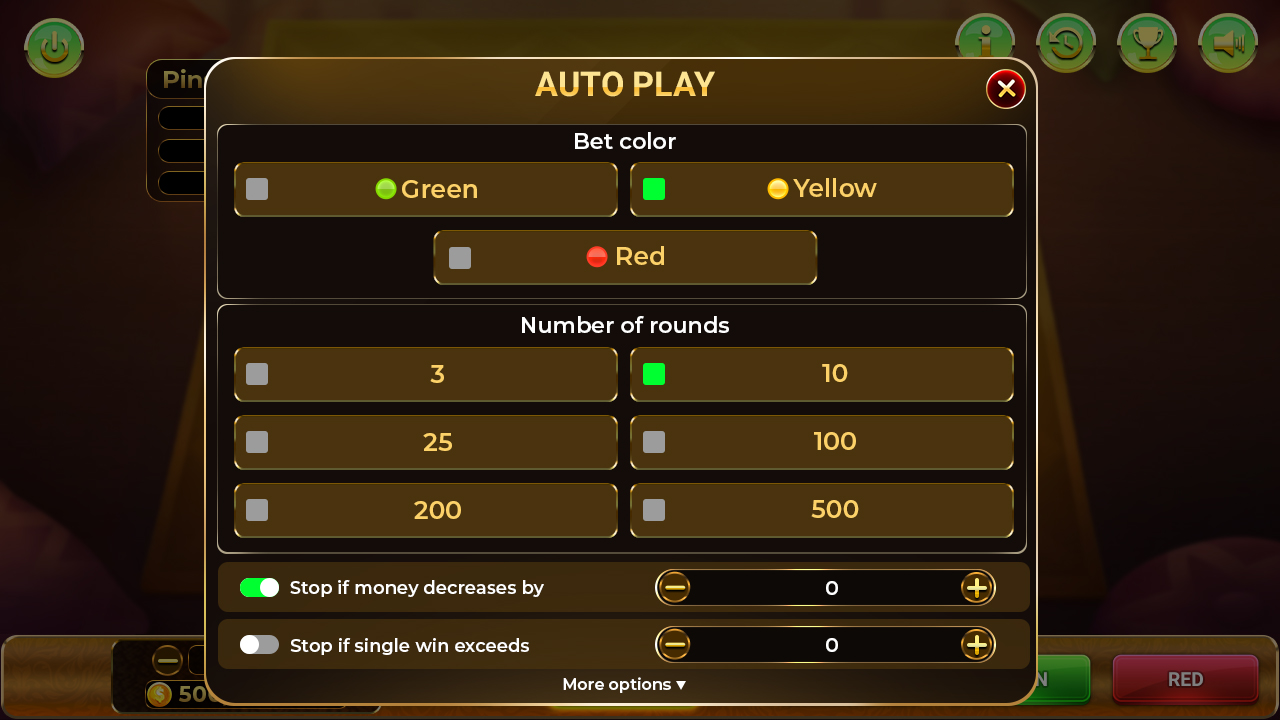 AUTO PLAY
Bet color
Green
Yellow
Red
Number of rounds
3
10
25
100
200
500
Stop if money decreases by
0
Stop if single win exceeds
0
More options ▼
RED